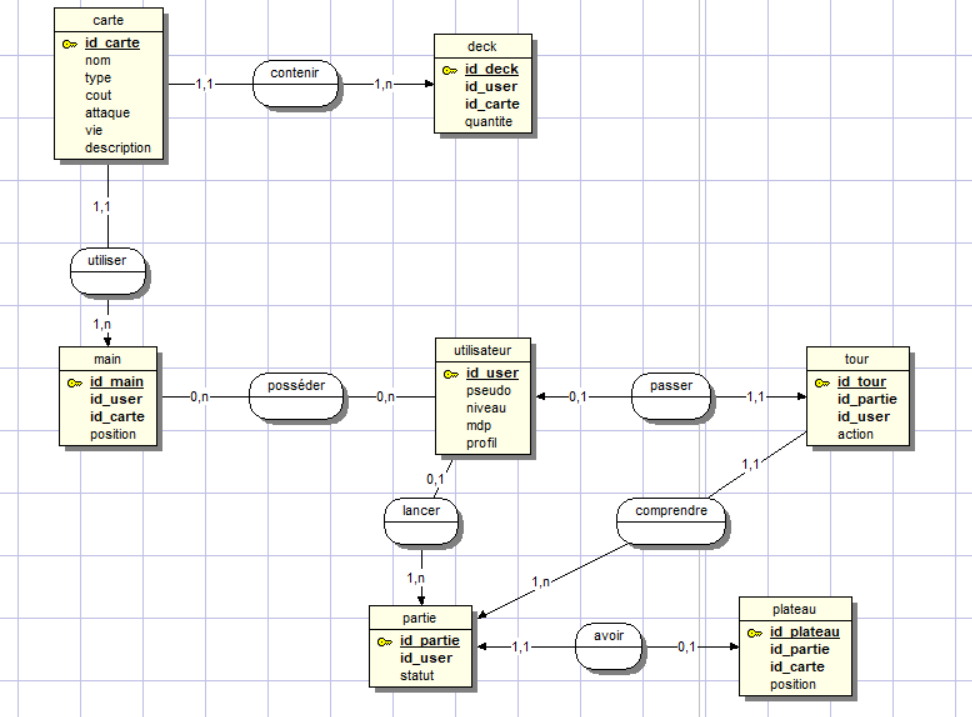 carte
id_carte
nom
type
cout
attaque
vie
description
1,1
contenir
1,n
deck
id_deck
id_user
id_carte
quantite
1,1
utiliser
1,n
main
id_main
id_user
id_carte
position
0,n
posséder
0,n
utilisateur
id_user
pseudo
niveau
mdp
profil
0,1
passer
1,1
tour
id_tour
id_partie
id_user
action
0,1
lancer
1,n
1,1
comprendre
1,n
partie
id_partie
id_user
statut
1,1
avoir
0,1
plateau
id_plateau
id_partie
id_carte
position